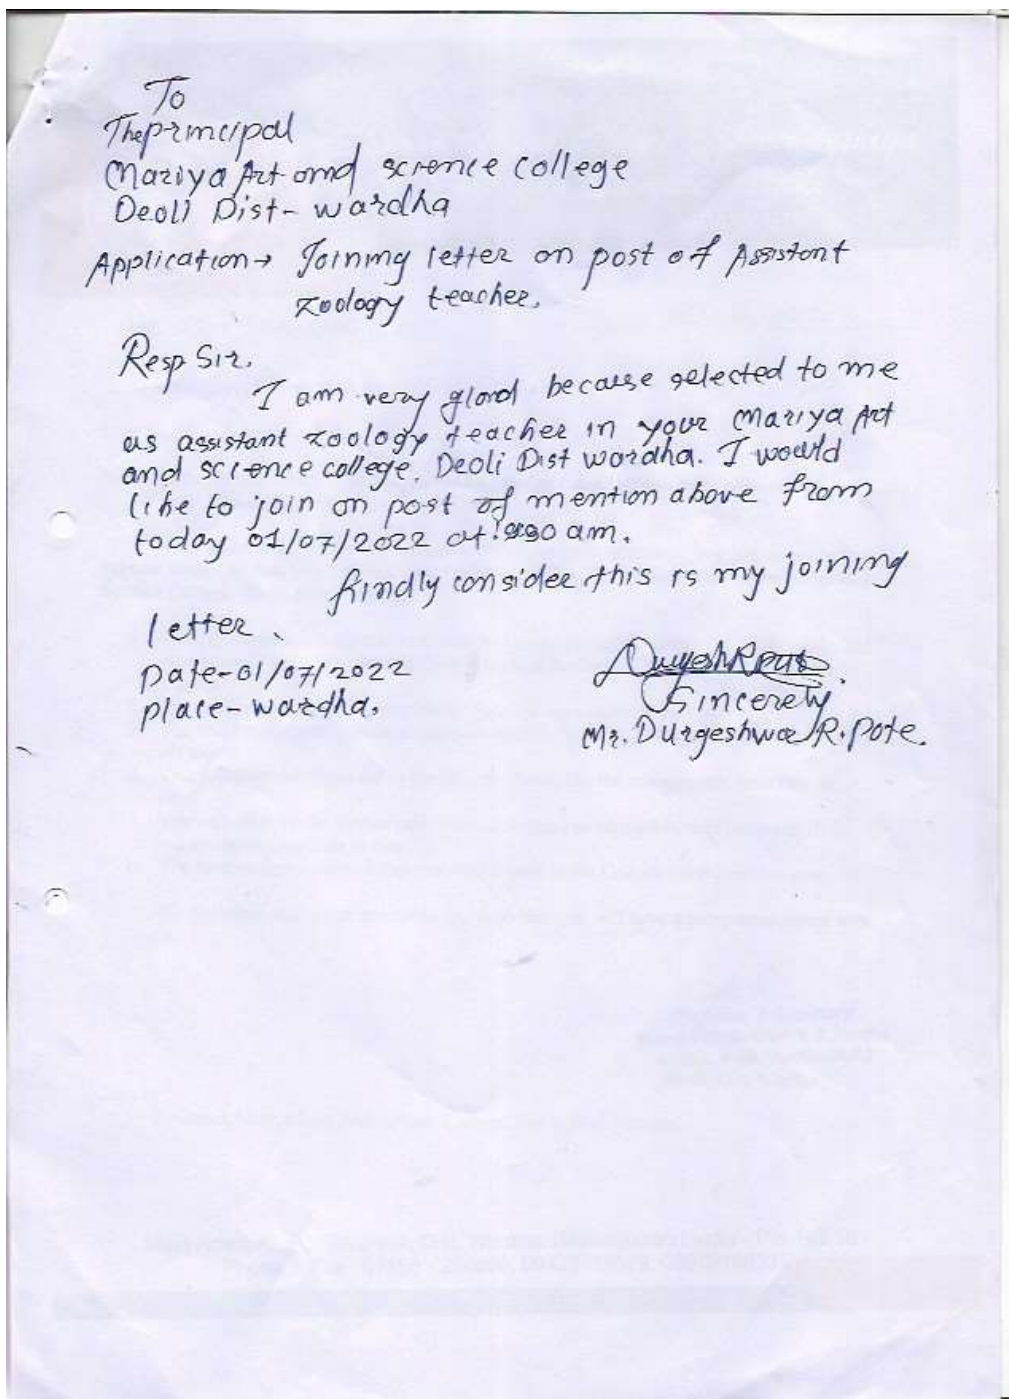 To
The principal
Mariya Art and science college
Deoli Dist- wardha
Application → Joining letter on post of Assistant
zoology teacher.
Resp Sir.
I am very glad because selected to me
as assistant zoology teacher in your Mariya Art
and science college. Deoli Dist wardha. I would
like to join on post of mention above from
today 01/07/2022 at am.
kindly consider this is my joining
letter.
Date-01/07/2022
place-wardha.
Sincerely
Mr. Durgeshwar R. Pote.